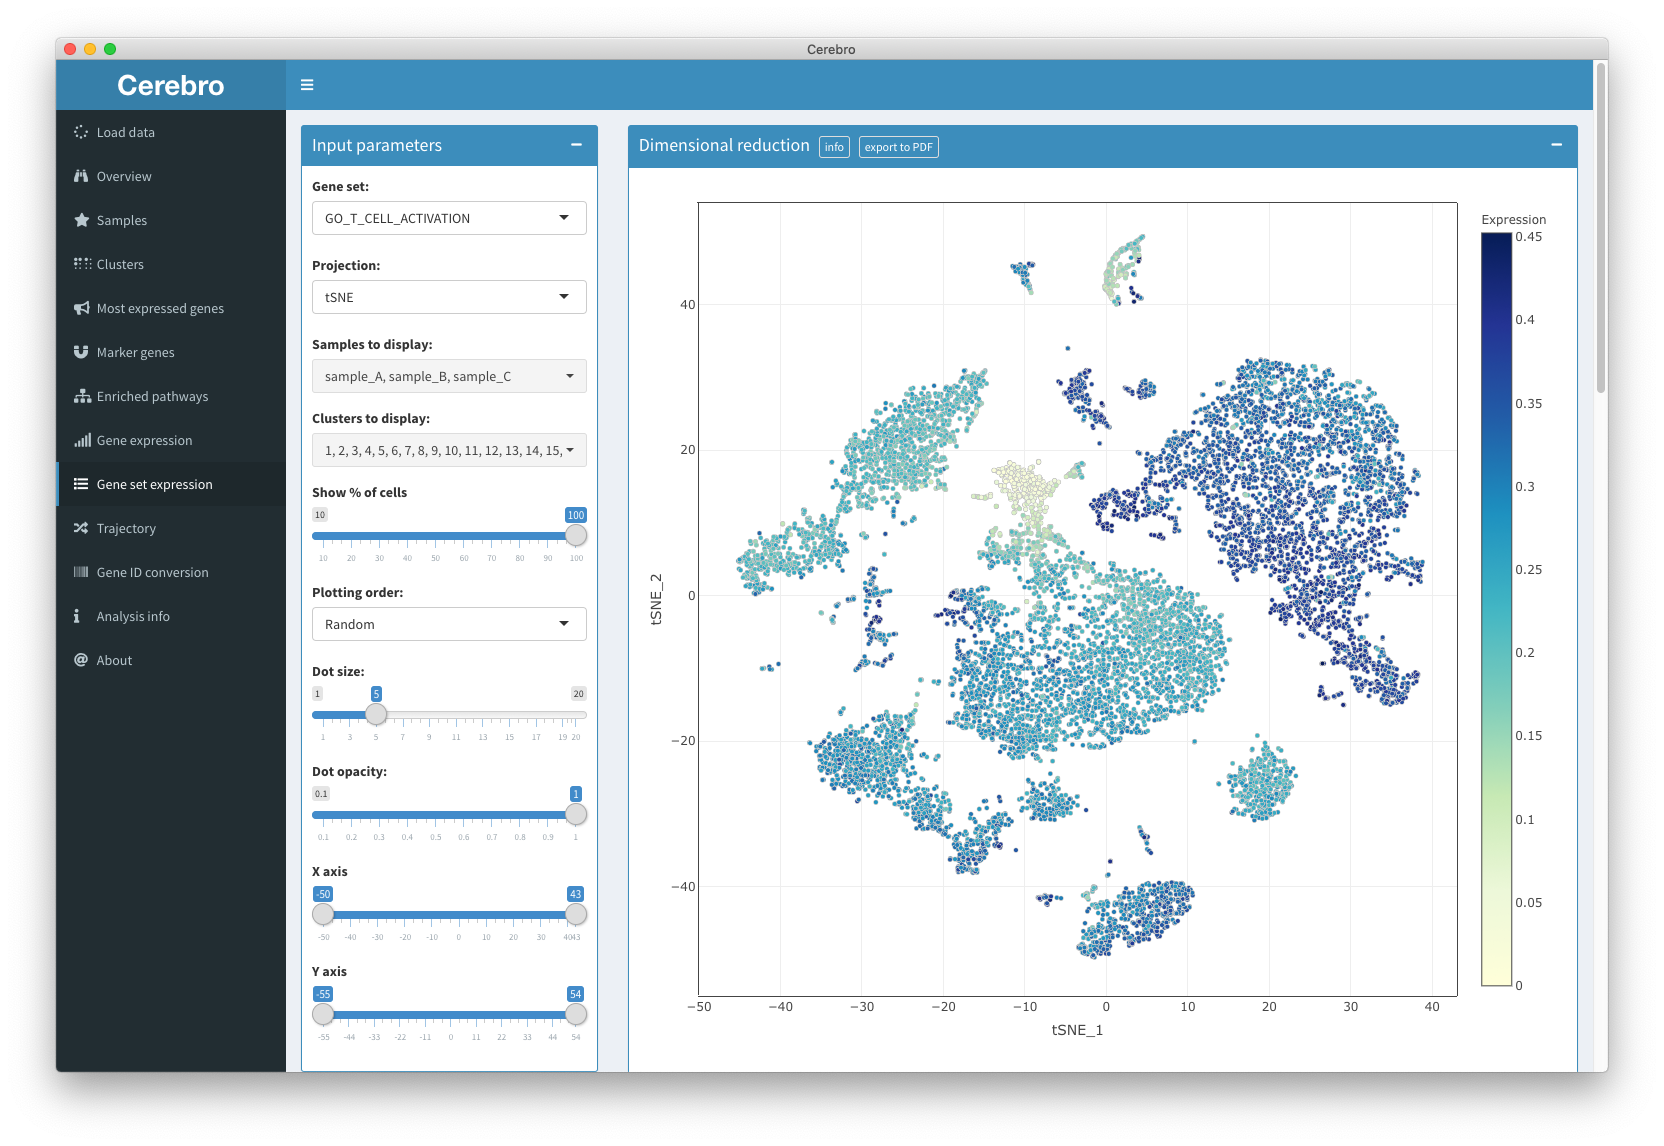 Cerebro
Cerebro
Load data
Overview
Samples
Clusters
Most expressed genes
Marker genes
Enriched pathways
Gene expression
Gene set expression
Trajectory
Gene ID conversion
Analysis info
About
Input parameters
Gene set:
GO_T_CELL_ACTIVATION
Projection:
tSNE
Samples to display:
sample_A, sample_B, sample_C
Clusters to display:
1, 2, 3, 4, 5, 6, 7, 8, 9, 10, 11, 12, 13, 14, 15,
Show % of cells
10 100
10 20 30 40 50 60 70 80 90 100
Plotting order:
Random
Dot size:
1 5 20
1 3 5 7 9 11 13 15 17 19 20
Dot opacity:
0.1 1
0.1 0.2 0.3 0.4 0.5 0.6 0.7 0.8 0.9 1
X axis
-50 43
-50 -40 -30 -20 -10 0 10 20 30 40 43
Y axis
-55 54
-55 -44 -33 -22 -11 0 11 22 33 44 54
Dimensional reduction info export to PDF
40
20
0
−20
−40
tSNE_2
−50 −40 −30 −20 −10 0 10 20 30 40
tSNE_1
Expression
0.45
0.4
0.35
0.3
0.25
0.2
0.15
0.1
0.05
0